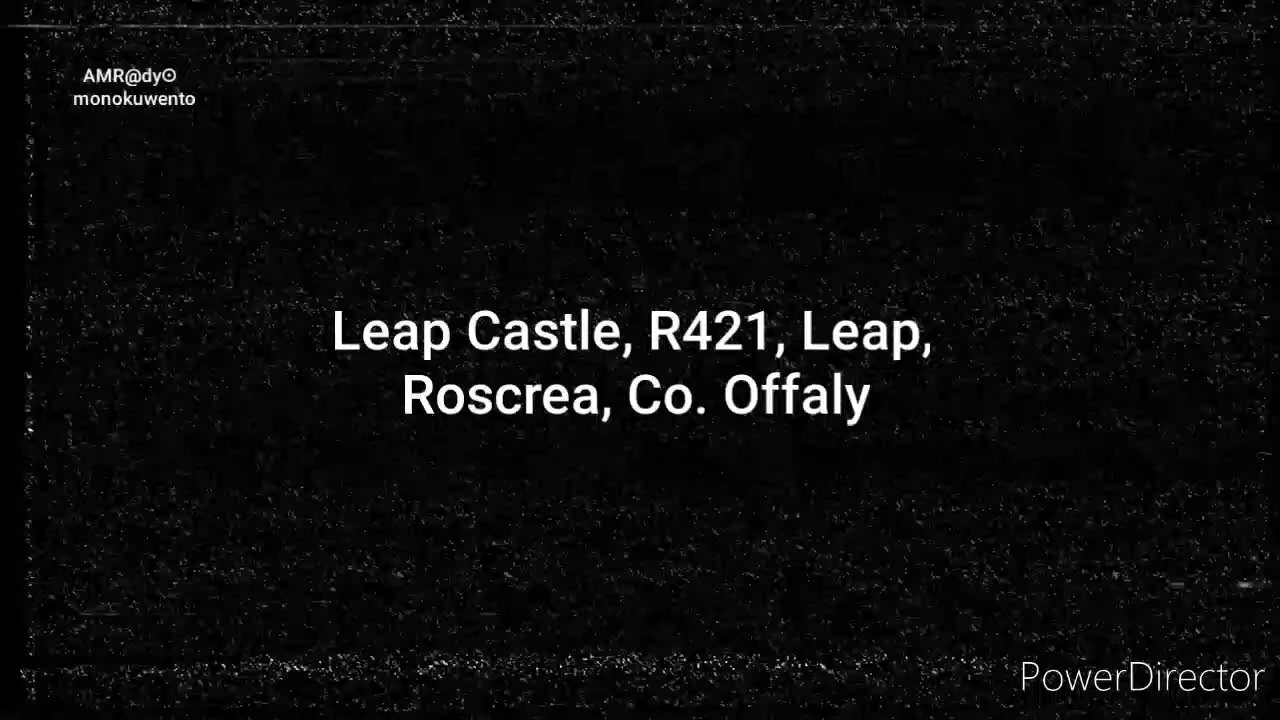 AMR@dy⊙
monokuwento
Leap Castle, R421, Leap,
Roscrea, Co. Offaly
PowerDirector